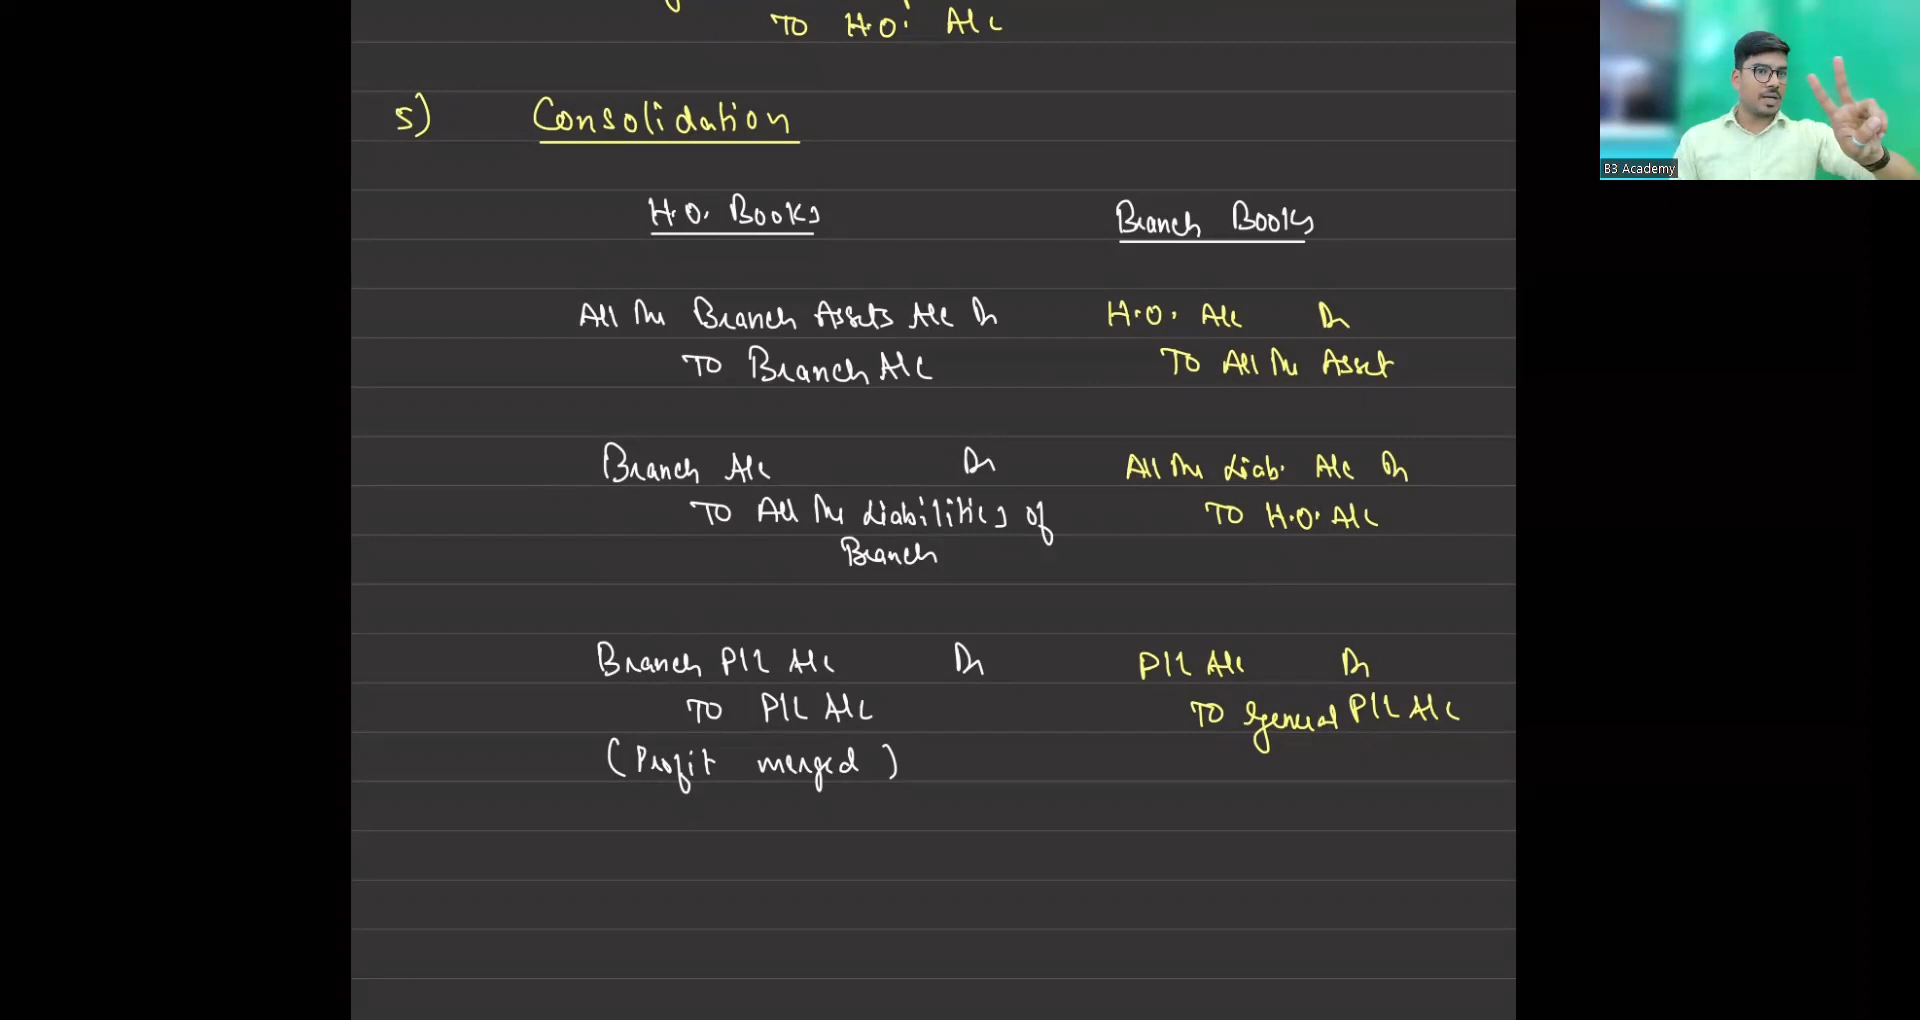 TO H.O. A/c
5) Consolidation
H.O. Books Branch Books
All the Branch Assets A/c Dr H.O. A/c Dr
TO Branch A/c TO All the Asset
Branch A/c Dr All the Liab. A/c Dr
TO All the Liabilities of TO H.O. A/c
Branch
Branch P/L A/c Dr P/L A/c Dr
TO P/L A/c TO General P/L A/c
(Profit merged)
B3 Academy